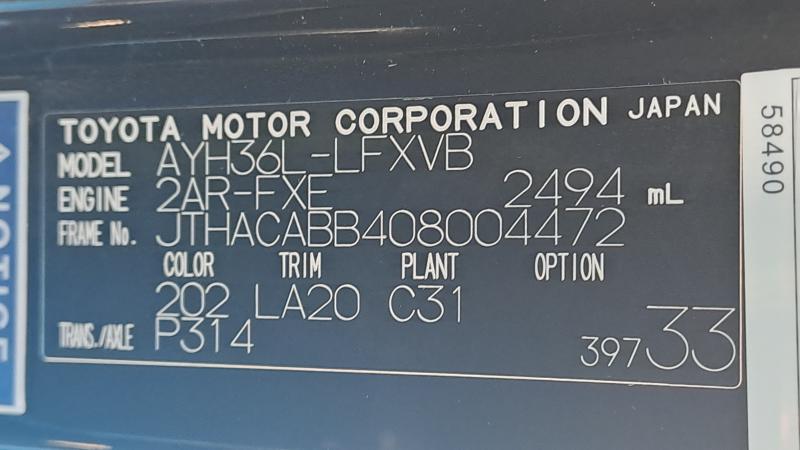 TOYOTA MOTOR CORPORATION JAPAN
MODEL AYH36L-LFXVB
ENGINE 2AR-FXE 2494 mL
FRAME No. JTHACABB408004472
COLOR TRIM PLANT OPTION
202 LA20 C31
TRANS./AXLE P314
39733
58490
NOTICE